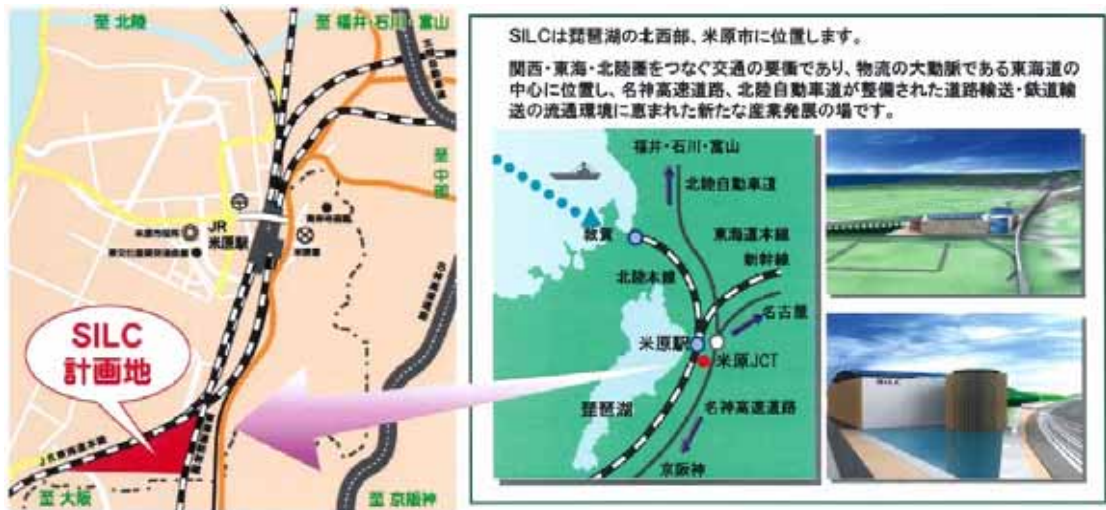 至 北陸
至 福井・石川・富山
至 中部
JR
米原駅
SILC
計画地
JR東海道本線
至 大阪
至 京阪神
SILCは琵琶湖の北西部、米原市に位置します。
関西・東海・北陸圏をつなぐ交通の要衝であり、物流の大動脈である東海道の
中心に位置し、名神高速道路、北陸自動車道が整備された道路輸送・鉄道輸
送の流通環境に恵まれた新たな産業発展の場です。
福井・石川・富山
北陸自動車道
敦賀
東海道本線
新幹線
北陸本線
名古屋
米原駅
米原JCT
琵琶湖
名神高速道路
京阪神
SILC